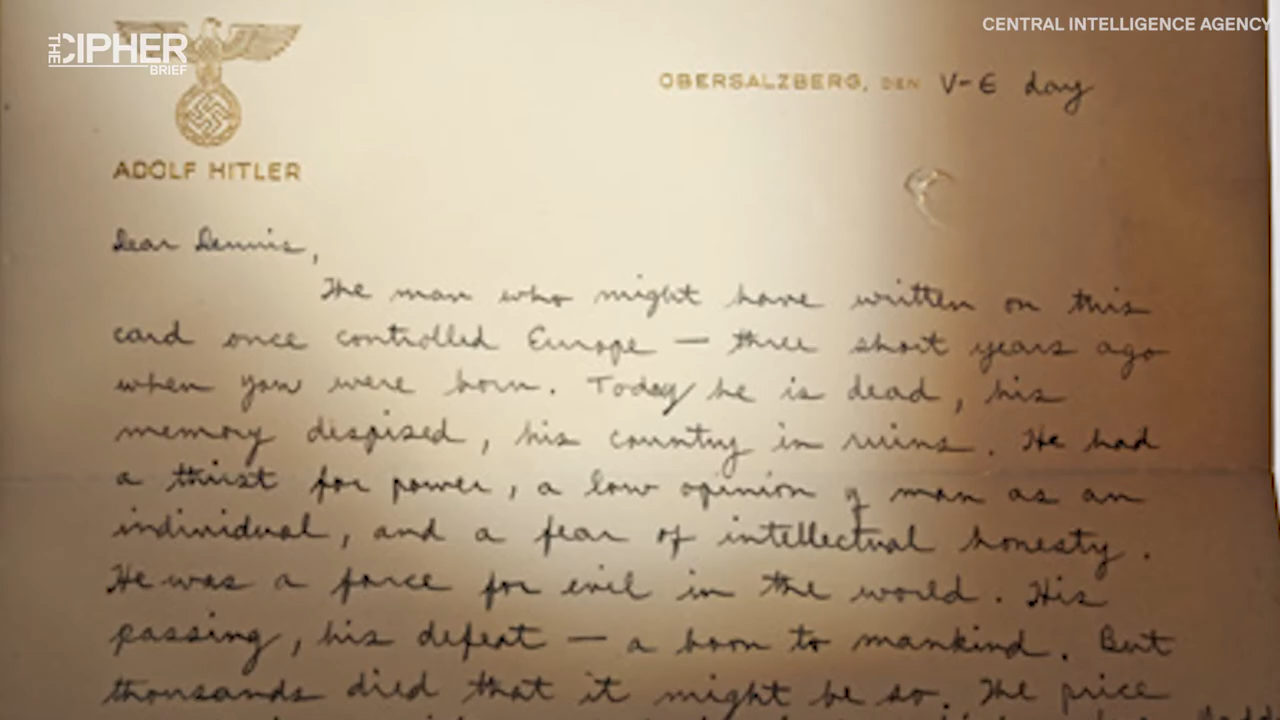 THE CIPHER BRIEF
CENTRAL INTELLIGENCE AGENCY
OBERSALZBERG, DEN V-E day
ADOLF HITLER
Dear Dennis,
The man who might have written on this
card once controlled Europe — three short years ago
when you were born. Today he is dead, his
memory despised, his country in ruins. He had
a thirst for power, a low opinion of man as an
individual, and a fear of intellectual honesty.
He was a force for evil in the world. His
passing, his defeat — a boon to mankind. But
thousands died that it might be so. The price